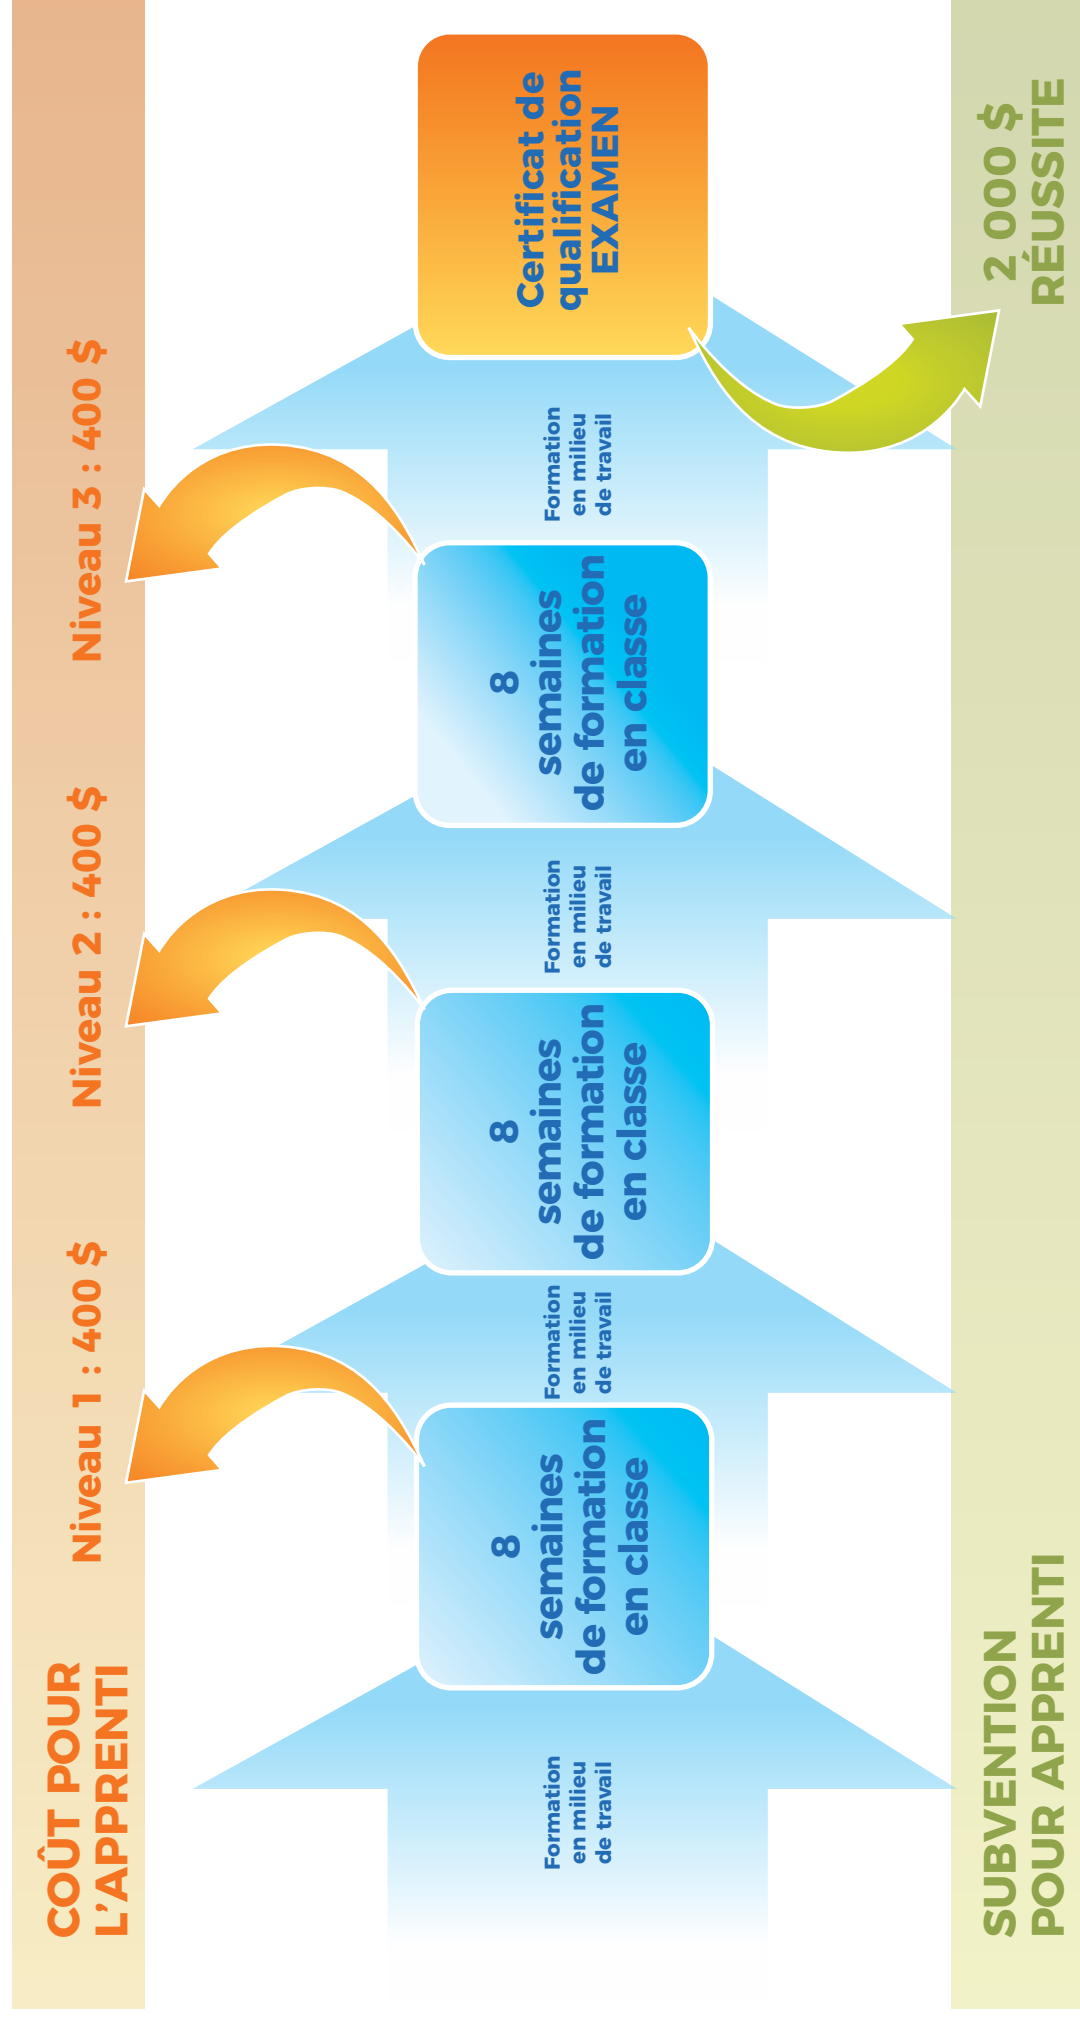 COÛT POUR
L'APPRENTI
Niveau 1 : 400 $
Niveau 2 : 400 $
Niveau 3 : 400 $
Formation
en milieu
de travail
8
semaines
de formation
en classe
Formation
en milieu
de travail
8
semaines
de formation
en classe
Formation
en milieu
de travail
8
semaines
de formation
en classe
Formation
en milieu
de travail
Certificat de
qualification
EXAMEN
SUBVENTION
POUR APPRENTI
2 000 $
RÉUSSITE